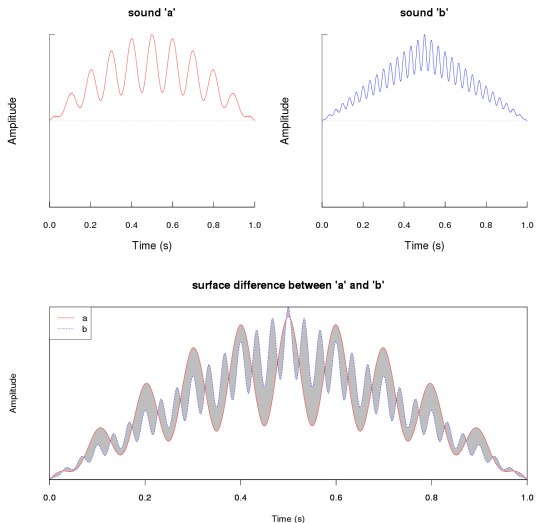 sound 'a'
Amplitude
0.0 0.2 0.4 0.6 0.8 1.0
Time (s)
sound 'b'
Amplitude
0.0 0.2 0.4 0.6 0.8 1.0
Time (s)
surface difference between 'a' and 'b'
a
b
Amplitude
0.0 0.2 0.4 0.6 0.8 1.0
Time (s)